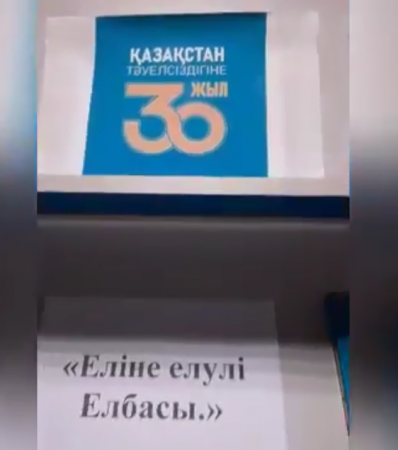 ҚАЗАҚСТАН
ТӘУЕЛСІЗДІГІНЕ
30 ЖЫЛ
«Еліне елулі
Елбасы.»